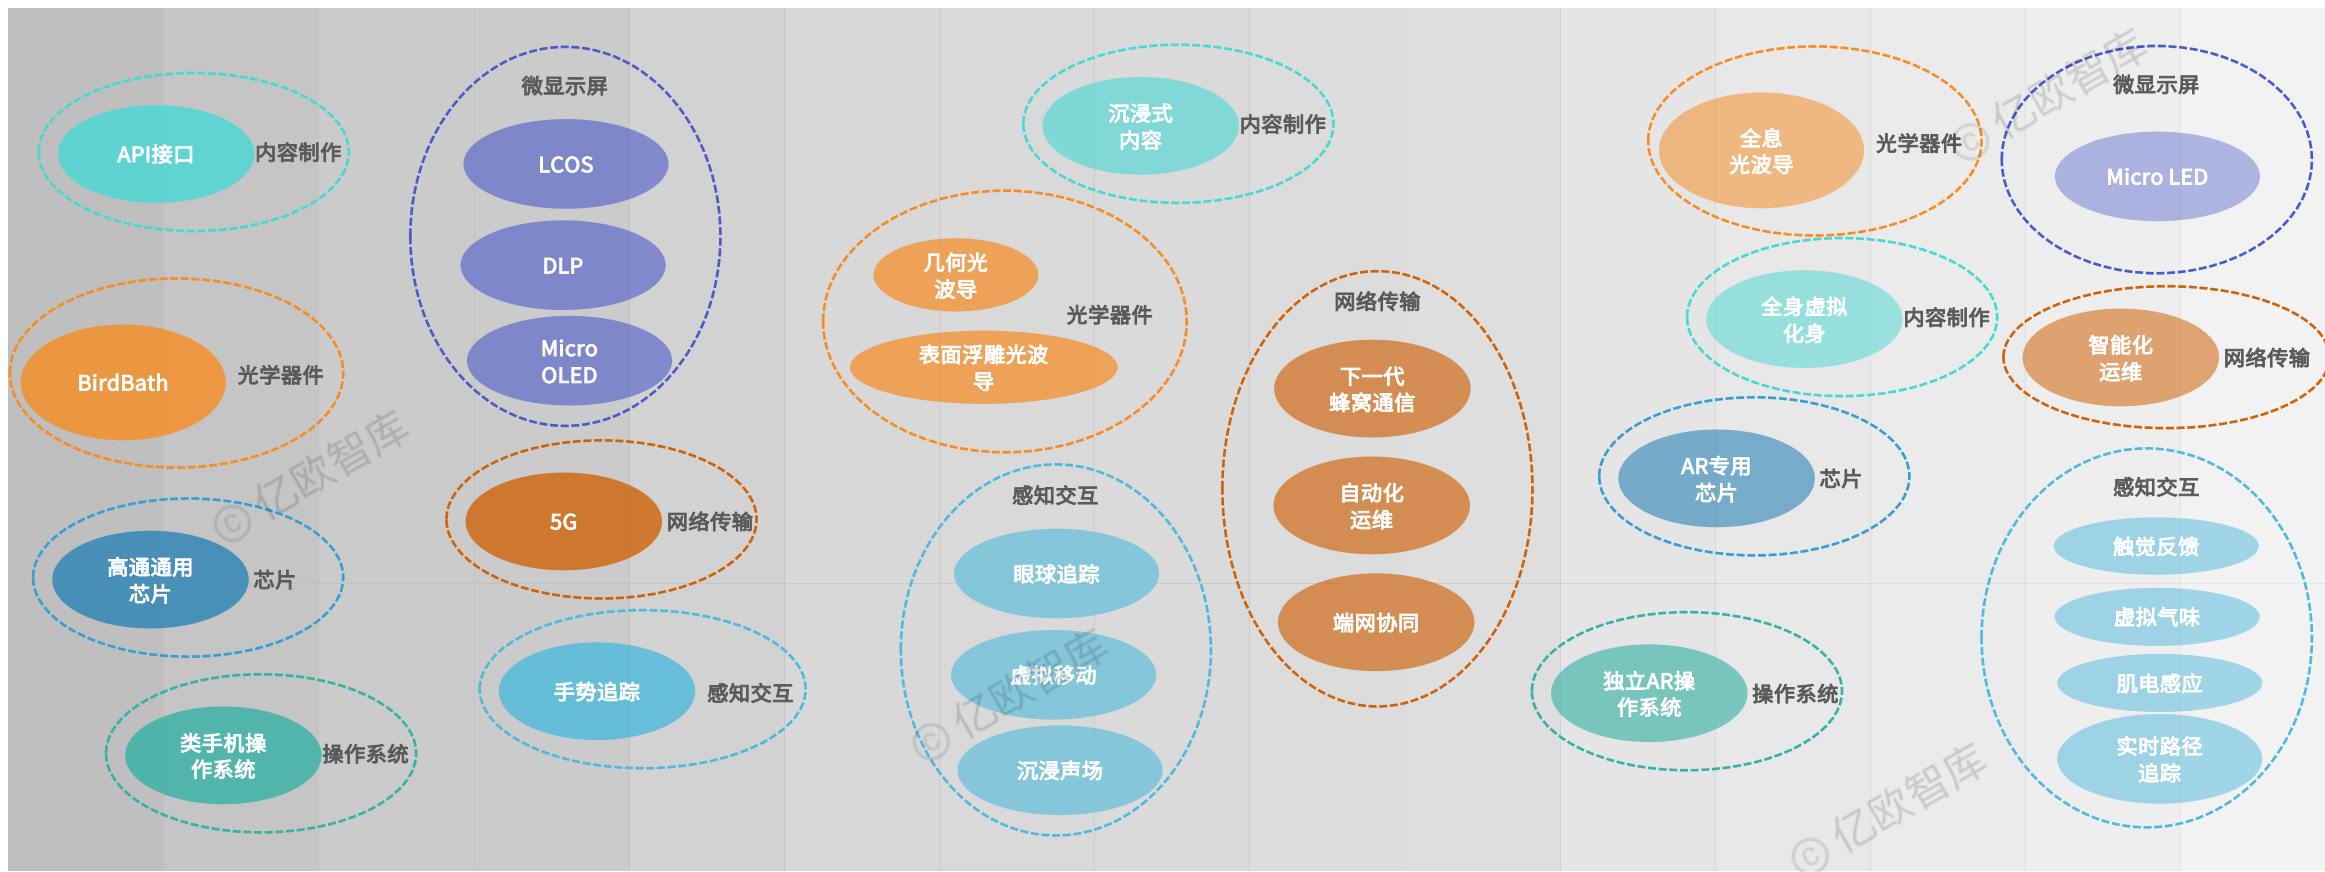 API接口
内容制作
BirdBath
光学器件
高通通用
芯片
芯片
类手机操
作系统
操作系统
微显示屏
LCOS
DLP
Micro
OLED
5G
网络传输
手势追踪
感知交互
沉浸式
内容
内容制作
几何光
波导
表面浮雕光波
导
光学器件
感知交互
眼球追踪
虚拟移动
沉浸声场
网络传输
下一代
蜂窝通信
自动化
运维
端网协同
全息
光波导
光学器件
全身虚拟
化身
内容制作
AR专用
芯片
芯片
独立AR操
作系统
操作系统
微显示屏
Micro LED
智能化
运维
网络传输
感知交互
触觉反馈
虚拟气味
肌电感应
实时路径
追踪
© 亿欧智库
© 亿欧智库
© 亿欧智库
© 亿欧智库